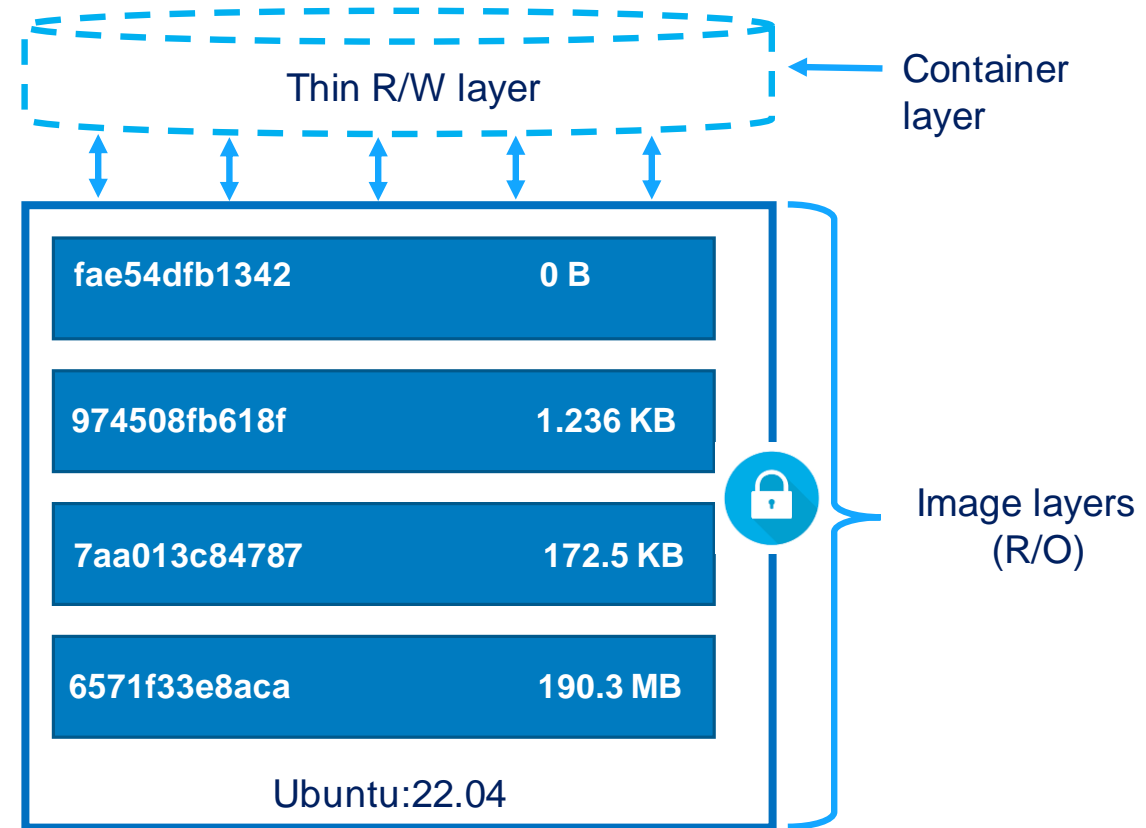 Thin R/W layer
Container
layer
fae54dfb1342 0 B
974508fb618f 1.236 KB
7aa013c84787 172.5 KB
6571f33e8aca 190.3 MB
Ubuntu:22.04
Image layers
(R/O)